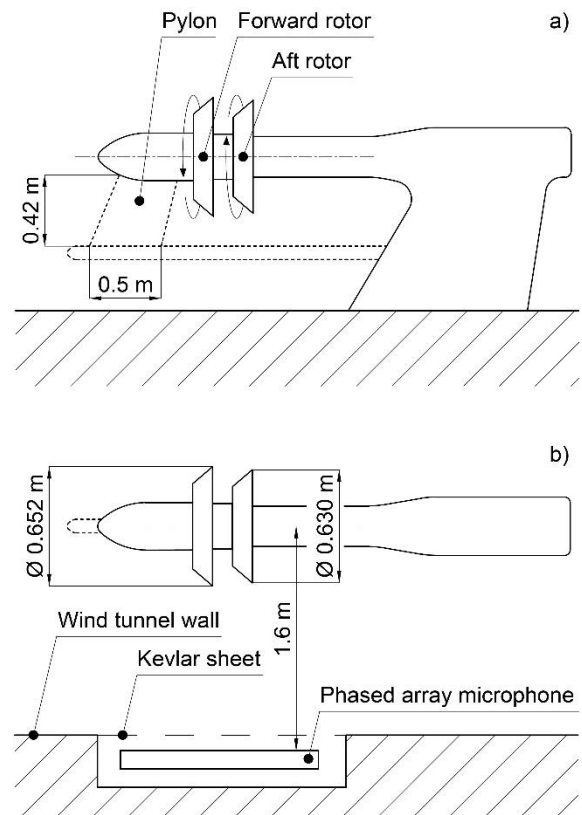 Pylon
Forward rotor
a)
Aft rotor
0.42 m
0.5 m
b)
Ø 0.652 m
Ø 0.630 m
1.6 m
Wind tunnel wall
Kevlar sheet
Phased array microphone